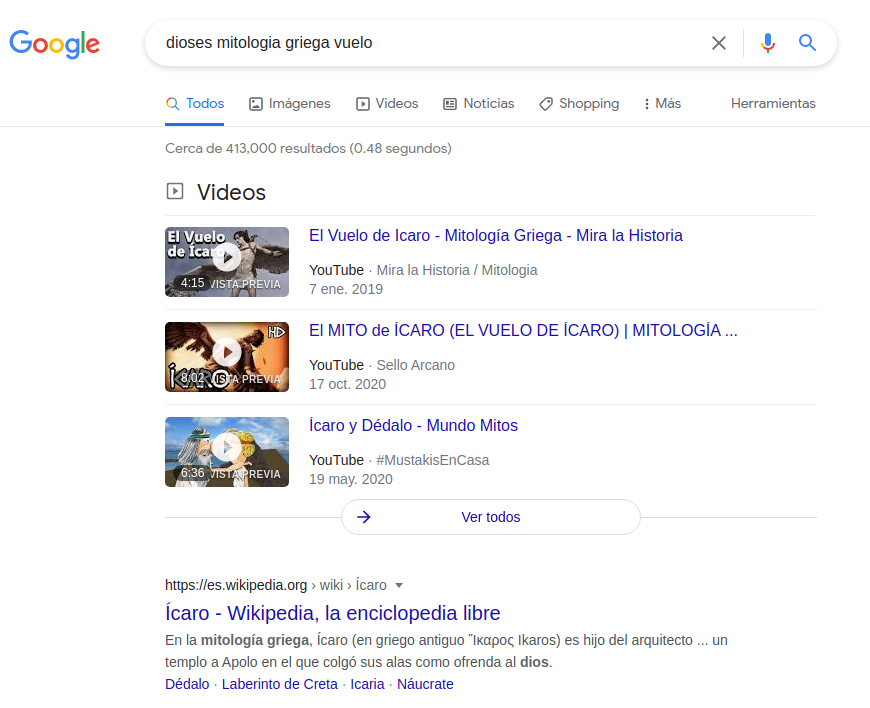 Google
dioses mitologia griega vuelo
Todos Imágenes Videos Noticias Shopping Más Herramientas
Cerca de 413,000 resultados (0.48 segundos)
Videos
El Vuelo
de Ícaro
4:15 VISTA PREVIA
El Vuelo de Icaro - Mitología Griega - Mira la Historia
YouTube · Mira la Historia / Mitologia
7 ene. 2019
HD
ÍCARO
8:02 VISTA PREVIA
El MITO de ÍCARO (EL VUELO DE ÍCARO) | MITOLOGÍA ...
YouTube · Sello Arcano
17 oct. 2020
6:36 VISTA PREVIA
Ícaro y Dédalo - Mundo Mitos
YouTube · #MustakisEnCasa
19 may. 2020
Ver todos
https://es.wikipedia.org › wiki › Ícaro
Ícaro - Wikipedia, la enciclopedia libre
En la mitología griega, Ícaro (en griego antiguo Ἴκαρος Ikaros) es hijo del arquitecto ... un
templo a Apolo en el que colgó sus alas como ofrenda al dios.
Dédalo · Laberinto de Creta · Icaria · Náucrate